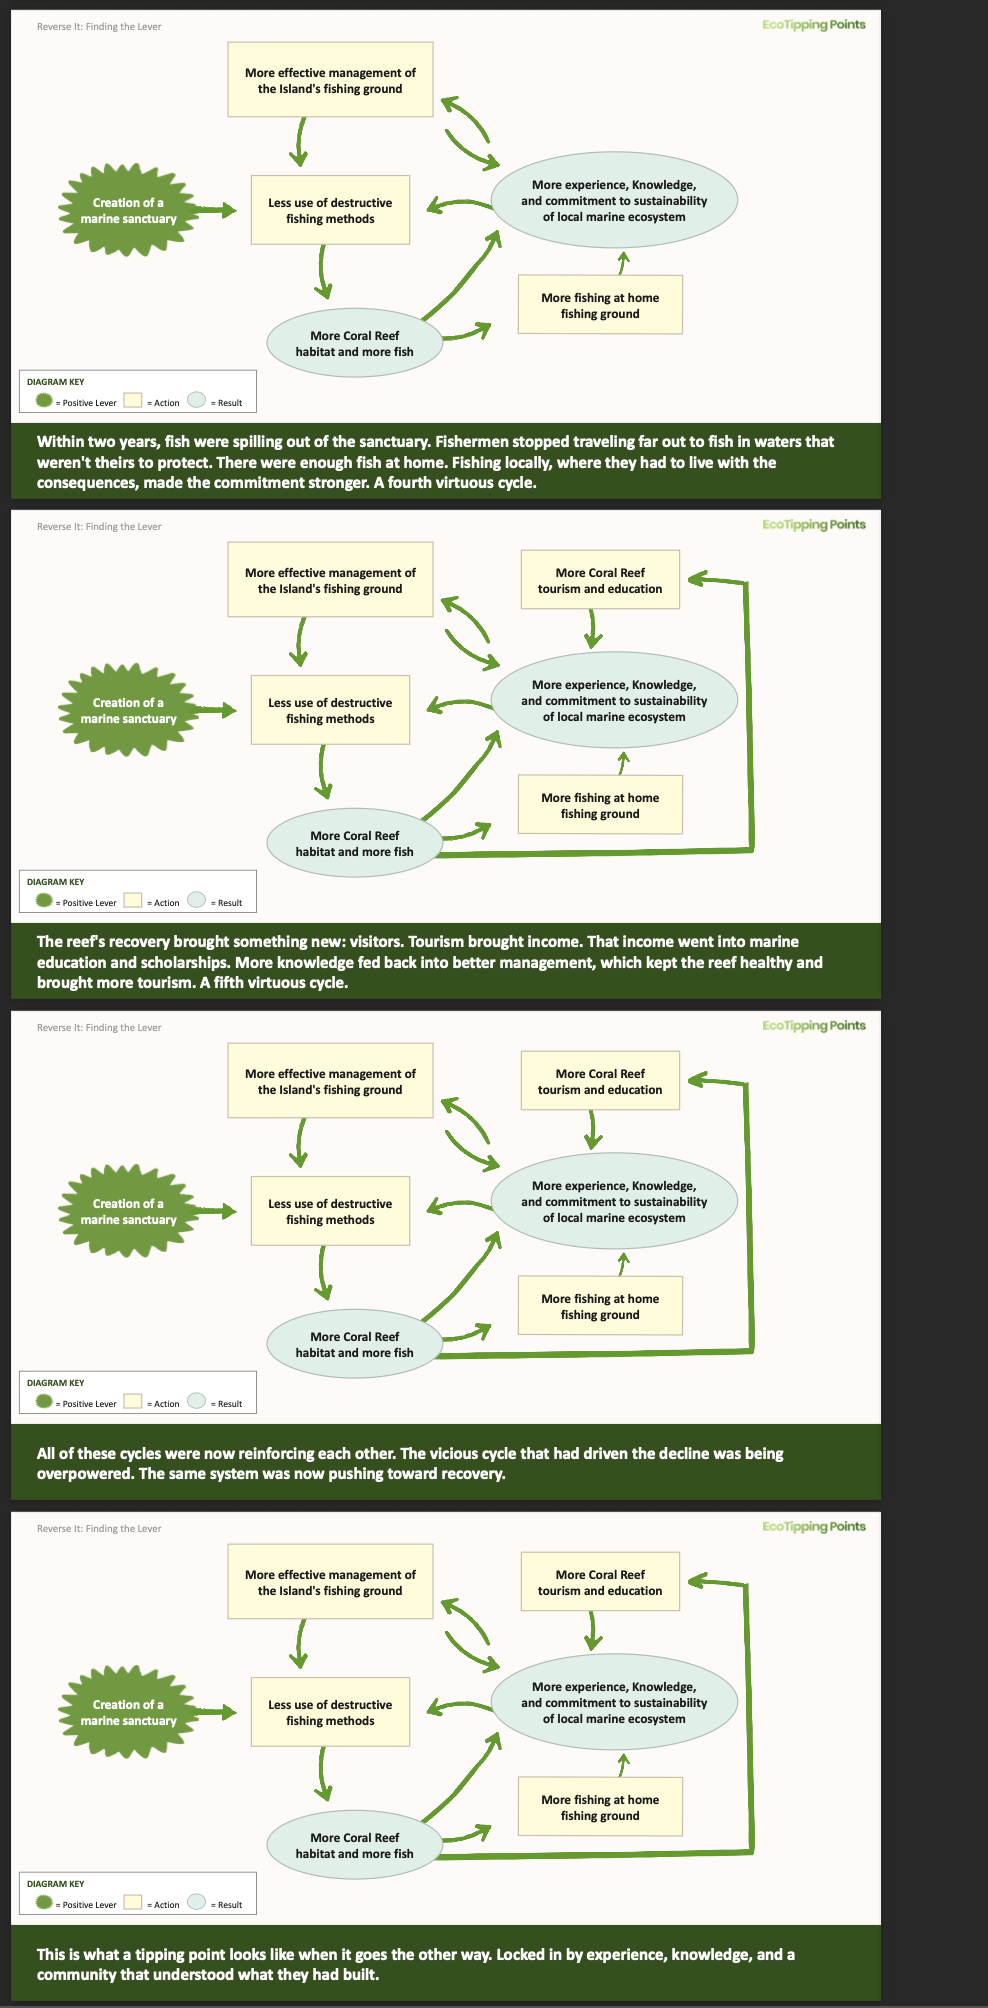 Reverse It: Finding the Lever
EcoTipping Points
More effective management of
the Island's fishing ground
Creation of a
marine sanctuary
Less use of destructive
fishing methods
More experience, Knowledge,
and commitment to sustainability
of local marine ecosystem
More fishing at home
fishing ground
More Coral Reef
habitat and more fish
DIAGRAM KEY
= Positive Lever = Action = Result
Within two years, fish were spilling out of the sanctuary. Fishermen stopped traveling far out to fish in waters that
weren't theirs to protect. There were enough fish at home. Fishing locally, where they had to live with the
consequences, made the commitment stronger. A fourth virtuous cycle.
Reverse It: Finding the Lever
EcoTipping Points
More effective management of
the Island's fishing ground
More Coral Reef
tourism and education
Creation of a
marine sanctuary
Less use of destructive
fishing methods
More experience, Knowledge,
and commitment to sustainability
of local marine ecosystem
More fishing at home
fishing ground
More Coral Reef
habitat and more fish
DIAGRAM KEY
= Positive Lever = Action = Result
The reef's recovery brought something new: visitors. Tourism brought income. That income went into marine
education and scholarships. More knowledge fed back into better management, which kept the reef healthy and
brought more tourism. A fifth virtuous cycle.
Reverse It: Finding the Lever
EcoTipping Points
More effective management of
the Island's fishing ground
More Coral Reef
tourism and education
Creation of a
marine sanctuary
Less use of destructive
fishing methods
More experience, Knowledge,
and commitment to sustainability
of local marine ecosystem
More fishing at home
fishing ground
More Coral Reef
habitat and more fish
DIAGRAM KEY
= Positive Lever = Action = Result
All of these cycles were now reinforcing each other. The vicious cycle that had driven the decline was being
overpowered. The same system was now pushing toward recovery.
Reverse It: Finding the Lever
EcoTipping Points
More effective management of
the Island's fishing ground
More Coral Reef
tourism and education
Creation of a
marine sanctuary
Less use of destructive
fishing methods
More experience, Knowledge,
and commitment to sustainability
of local marine ecosystem
More fishing at home
fishing ground
More Coral Reef
habitat and more fish
DIAGRAM KEY
= Positive Lever = Action = Result
This is what a tipping point looks like when it goes the other way. Locked in by experience, knowledge, and a
community that understood what they had built.